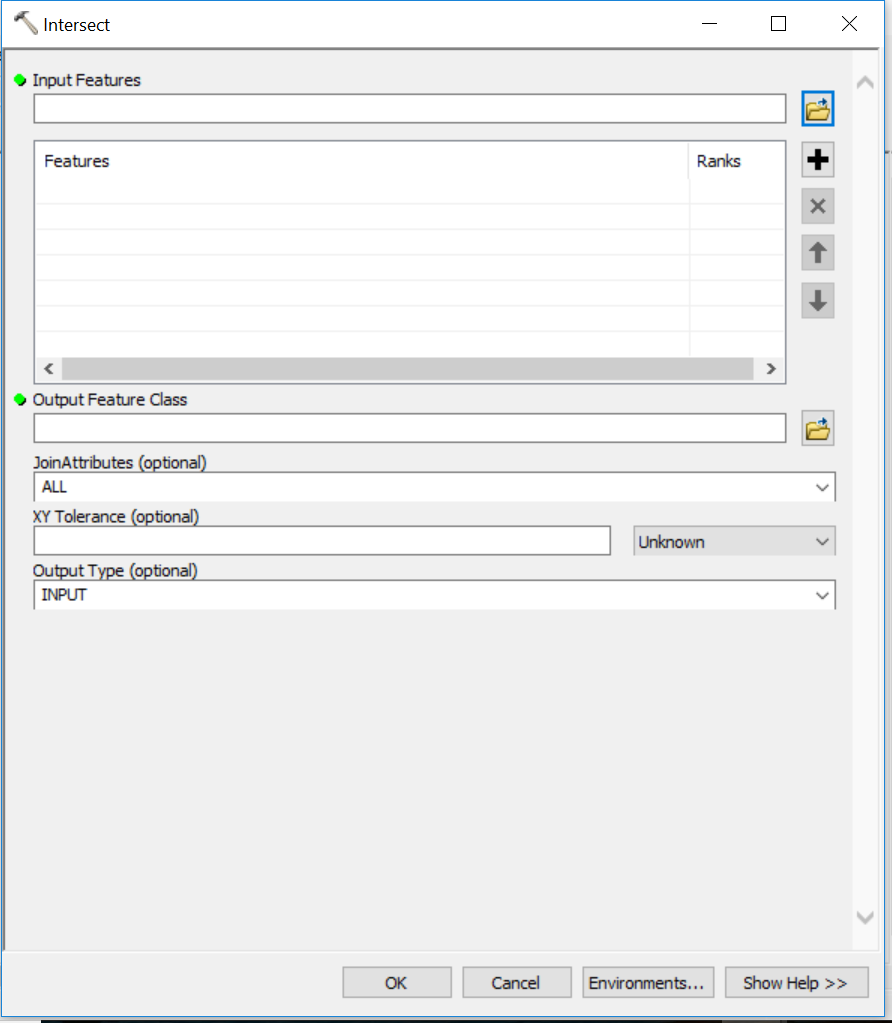 Intersect
Input Features
Features Ranks
Output Feature Class
JoinAttributes (optional)
ALL
XY Tolerance (optional)
Unknown
Output Type (optional)
INPUT
OK Cancel Environments... Show Help >>